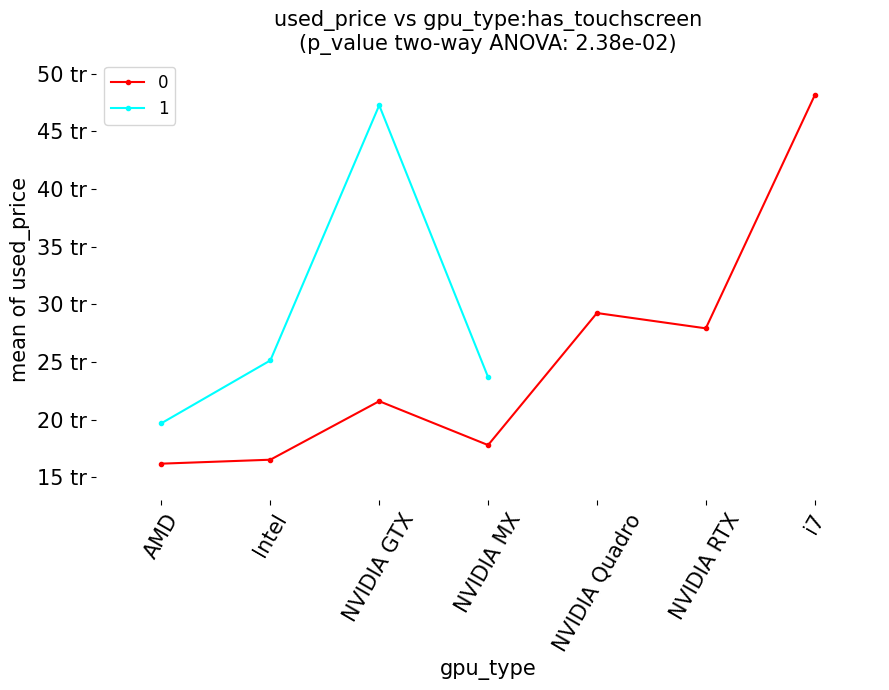 used_price vs gpu_type:has_touchscreen
(p_value two-way ANOVA: 2.38e-02)
0
1
50 tr
45 tr
40 tr
35 tr
30 tr
25 tr
20 tr
15 tr
mean of used_price
AMD
Intel
NVIDIA GTX
NVIDIA MX
NVIDIA Quadro
NVIDIA RTX
i7
gpu_type